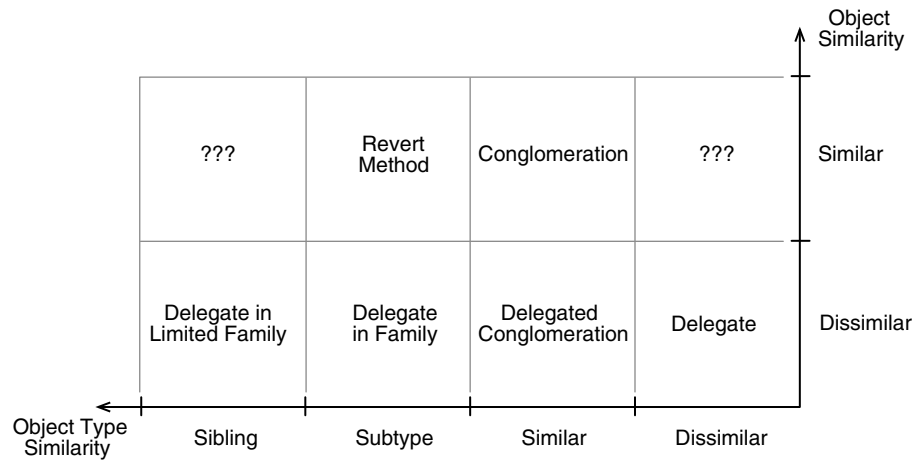 Object
Similarity
???
Revert
Method
Conglomeration
???
Similar
Delegate in
Limited Family
Delegate
in Family
Delegated
Conglomeration
Delegate
Dissimilar
Object Type
Similarity
Sibling
Subtype
Similar
Dissimilar